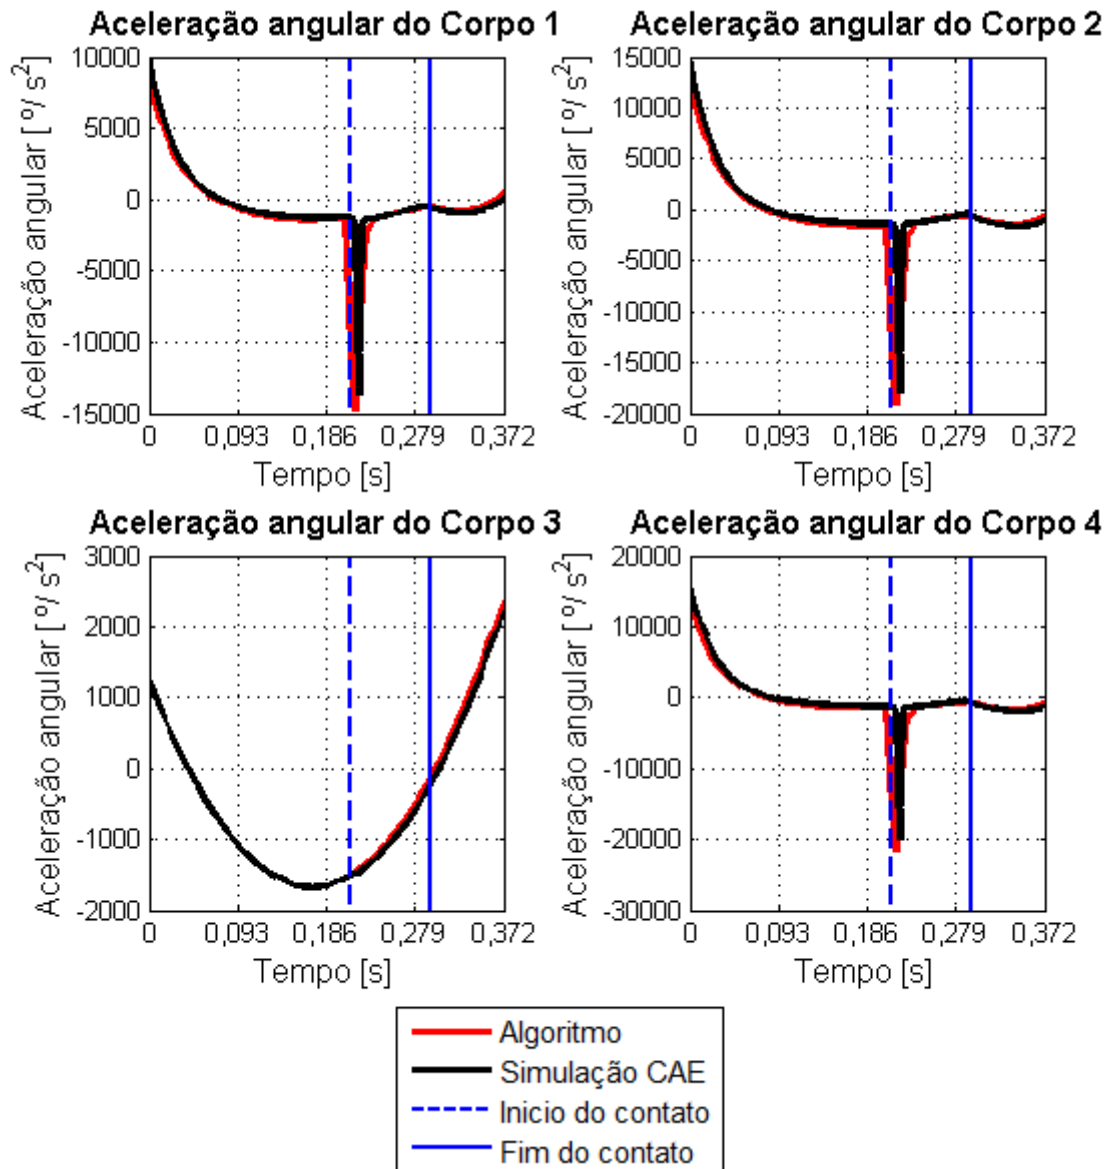 Aceleração angular do Corpo 1
Aceleração angular [ º/ s²]
10000
5000
0
-5000
-10000
-15000
0 0,093 0,186 0,279 0,372
Tempo [s]
Aceleração angular do Corpo 2
Aceleração angular [ º/ s²]
15000
10000
5000
0
-5000
-10000
-15000
-20000
0 0,093 0,186 0,279 0,372
Tempo [s]
Aceleração angular do Corpo 3
Aceleração angular [ º/ s²]
3000
2000
1000
0
-1000
-2000
0 0,093 0,186 0,279 0,372
Tempo [s]
Aceleração angular do Corpo 4
Aceleração angular [ º/ s²]
20000
10000
0
-10000
-20000
-30000
0 0,093 0,186 0,279 0,372
Tempo [s]
Algoritmo
Simulação CAE
Inicio do contato
Fim do contato